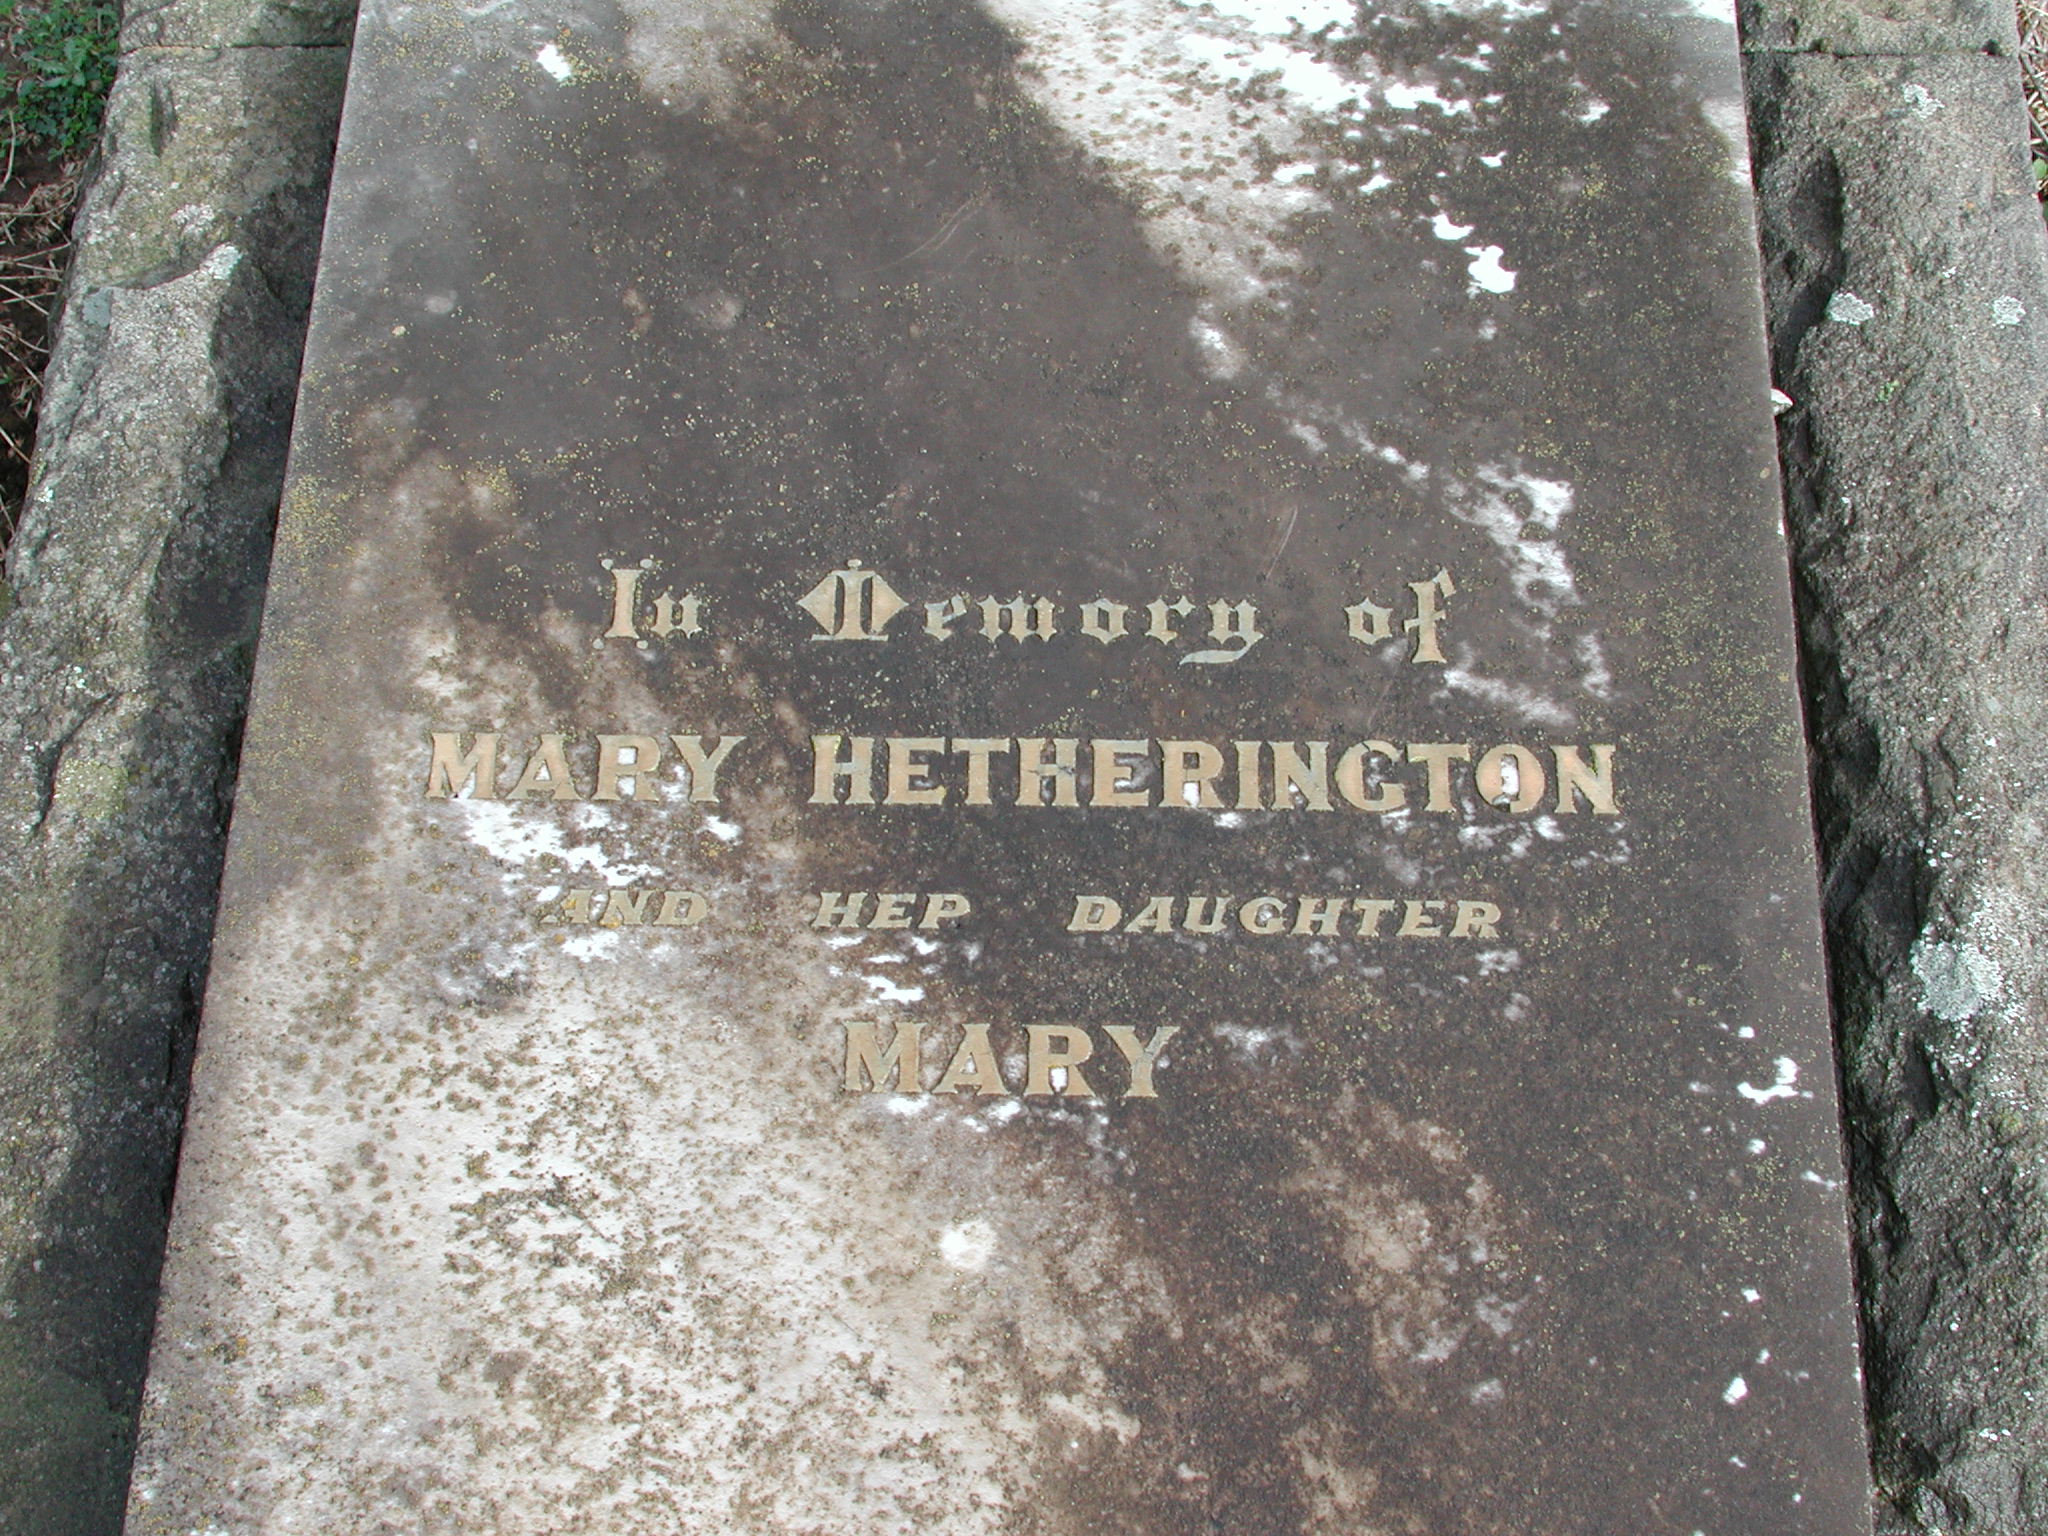 In Memory of
MARY HETHERINGTON
AND HEP DAUGHTER
MARY